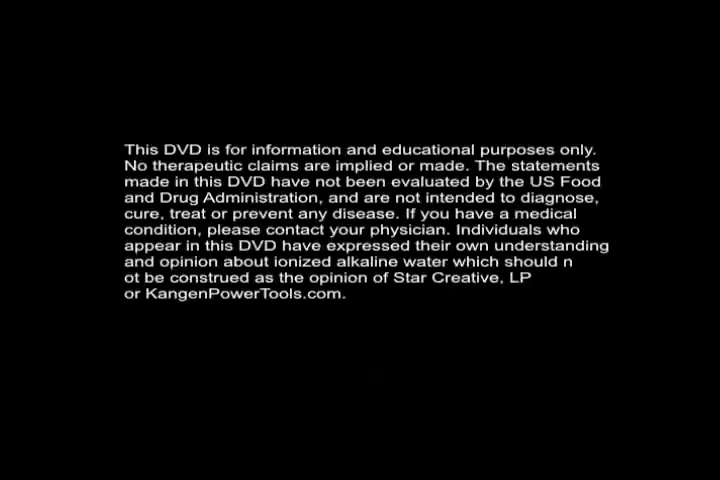 This DVD is for information and educational purposes only.
No therapeutic claims are implied or made. The statements
made in this DVD have not been evaluated by the US Food
and Drug Administration, and are not intended to diagnose,
cure, treat or prevent any disease. If you have a medical
condition, please contact your physician. Individuals who
appear in this DVD have expressed their own understanding
and opinion about ionized alkaline water which should n
ot be construed as the opinion of Star Creative, LP
or KangenPowerTools.com.